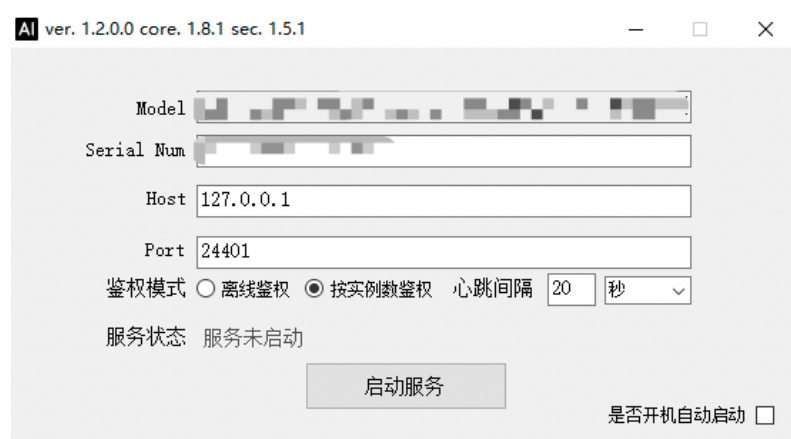 AI ver. 1.2.0.0 core. 1.8.1 sec. 1.5.1
Model
Serial Num
Host 127.0.0.1
Port 24401
鉴权模式 离线鉴权 按实例数鉴权 心跳间隔 20 秒
服务状态 服务未启动
启动服务
是否开机自动启动